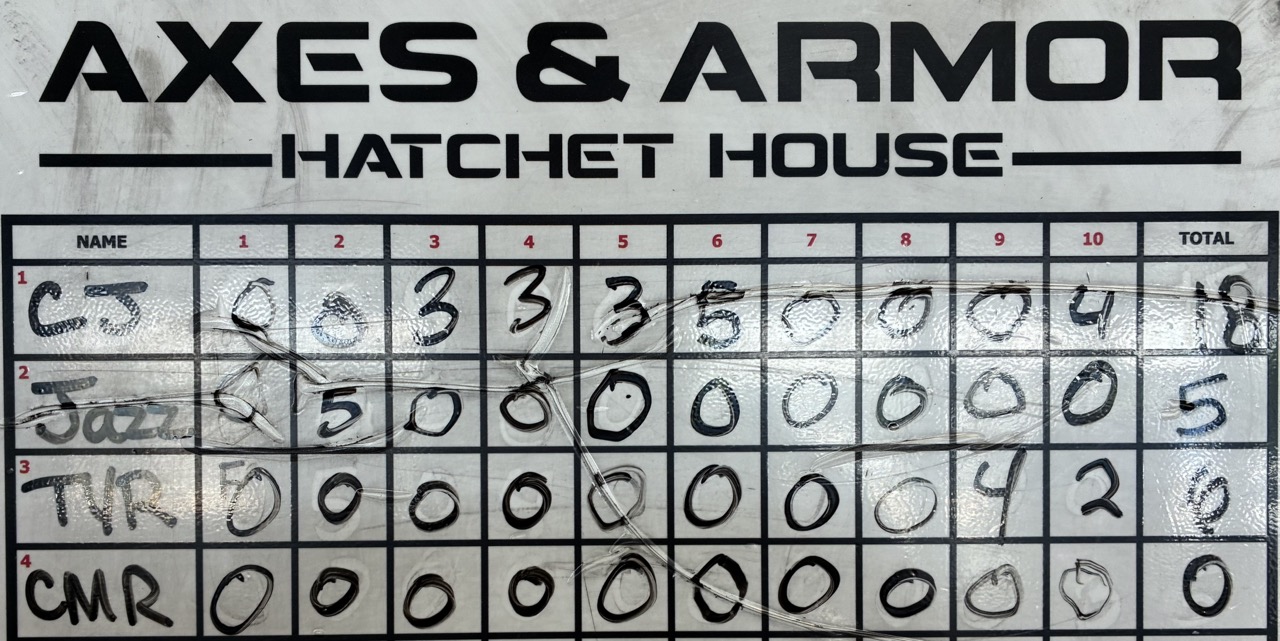 AXES & ARMOR
HATCHET HOUSE
NAME 1 2 3 4 5 6 7 8 9 10 TOTAL
1 CJ 0 0 3 3 3 5 0 0 0 4 18
2 Jazz 0 5 0 0 0 0 0 0 0 0 5
3 TYR 0 0 0 0 0 0 0 0 4 2 6
4 CMR 0 0 0 0 0 0 0 0 0 0 0